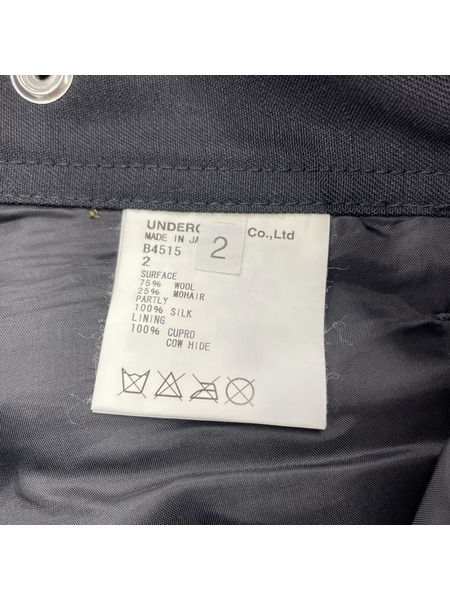 UNDERC Co.,Ltd
MADE IN JA
2
B4515
2
SURFACE
75% WOOL
25% MOHAIR
PARTLY
100% SILK
LINING
100% CUPRO
COW HIDE